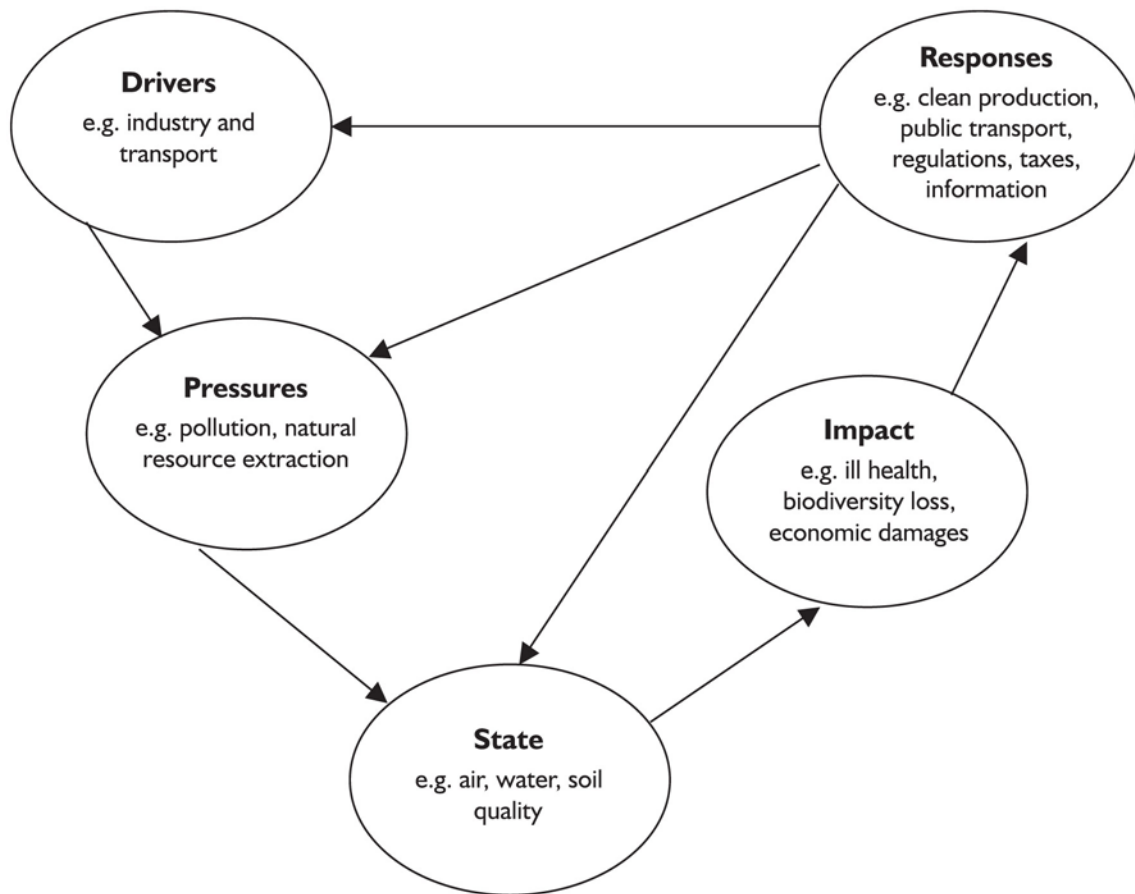 Drivers
e.g. industry and
transport
Responses
e.g. clean production,
public transport,
regulations, taxes,
information
Pressures
e.g. pollution, natural
resource extraction
Impact
e.g. ill health,
biodiversity loss,
economic damages
State
e.g. air, water, soil
quality